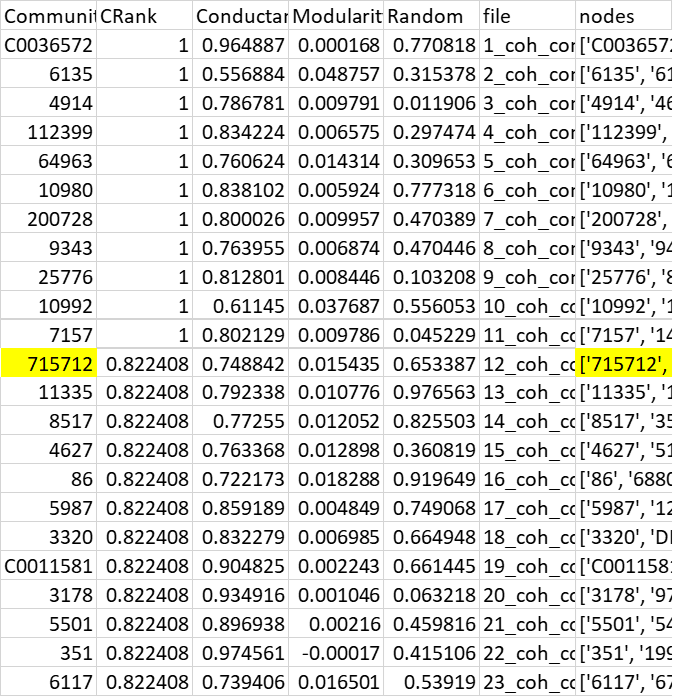 Communit CRank Conductar Modularit Random file nodes
C0036572 1 0.964887 0.000168 0.770818 1_coh_cor ['C0036572
6135 1 0.556884 0.048757 0.315378 2_coh_cor ['6135', '61
4914 1 0.786781 0.009791 0.011906 3_coh_cor ['4914', '46
112399 1 0.834224 0.006575 0.297474 4_coh_cor ['112399',
64963 1 0.760624 0.014314 0.309653 5_coh_cor ['64963', '6
10980 1 0.838102 0.005924 0.777318 6_coh_cor ['10980', '1
200728 1 0.800026 0.009957 0.470389 7_coh_cor ['200728',
9343 1 0.763955 0.006874 0.470446 8_coh_cor ['9343', '94
25776 1 0.812801 0.008446 0.103208 9_coh_cor ['25776', '8
10992 1 0.61145 0.037687 0.556053 10_coh_cc ['10992', '1
7157 1 0.802129 0.009786 0.045229 11_coh_cc ['7157', '14
715712 0.822408 0.748842 0.015435 0.653387 12_coh_cc ['715712',
11335 0.822408 0.792338 0.010776 0.976563 13_coh_cc ['11335', '1
8517 0.822408 0.77255 0.012052 0.825503 14_coh_cc ['8517', '35
4627 0.822408 0.763368 0.012898 0.360819 15_coh_cc ['4627', '51
86 0.822408 0.722173 0.018288 0.919649 16_coh_cc ['86', '6880
5987 0.822408 0.859189 0.004849 0.749068 17_coh_cc ['5987', '12
3320 0.822408 0.832279 0.006985 0.664948 18_coh_cc ['3320', 'DI
C0011581 0.822408 0.904825 0.002243 0.661445 19_coh_cc ['C0011581
3178 0.822408 0.934916 0.001046 0.063218 20_coh_cc ['3178', '97
5501 0.822408 0.896938 0.00216 0.459816 21_coh_cc ['5501', '54
351 0.822408 0.974561 -0.00017 0.415106 22_coh_cc ['351', '199
6117 0.822408 0.739406 0.016501 0.53919 23_coh_cc ['6117', '67